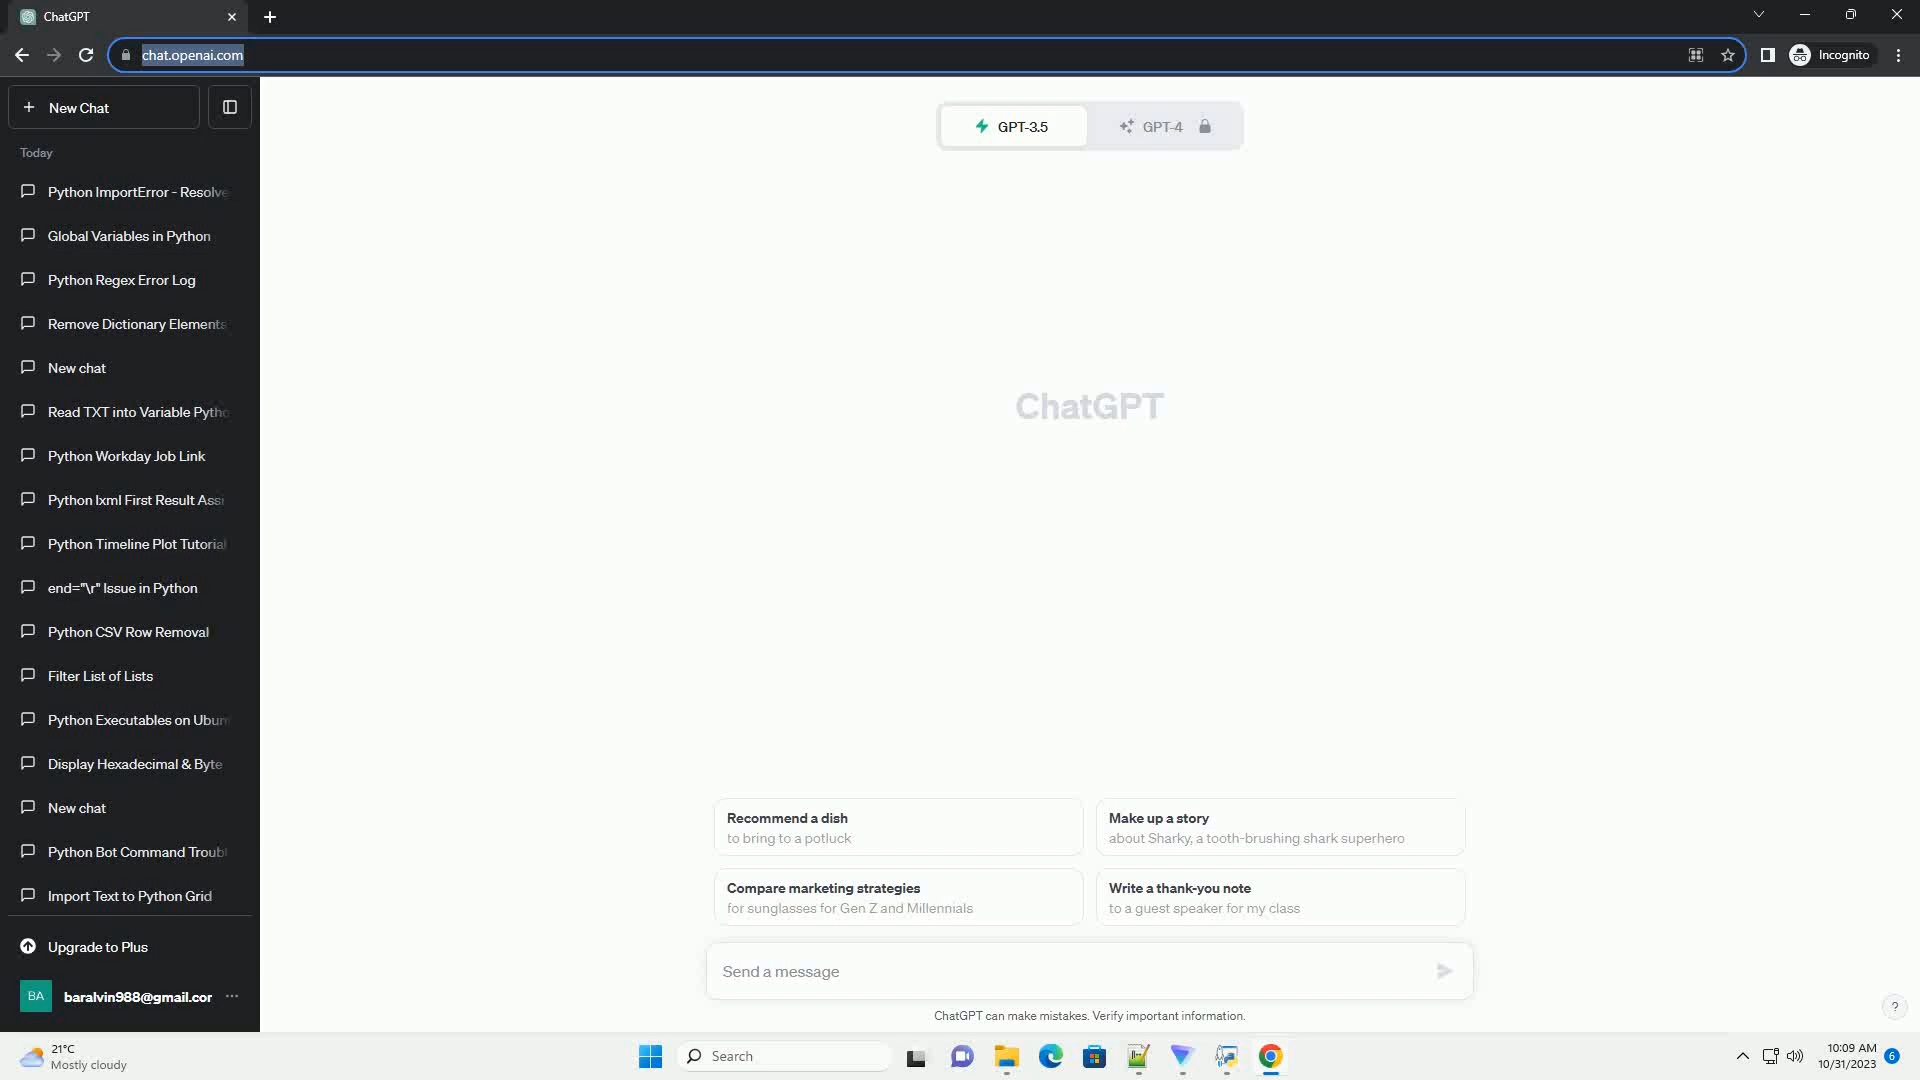 ChatGPT
chat.openai.com
Incognito
New Chat
GPT-3.5
GPT-4
Today
Python ImportError - Resolve
Global Variables in Python
Python Regex Error Log
Remove Dictionary Elements
New chat
Read TXT into Variable Pytho
Python Workday Job Link
Python lxml First Result Assi
Python Timeline Plot Tutorial
end="\r" Issue in Python
Python CSV Row Removal
Filter List of Lists
Python Executables on Ubun
Display Hexadecimal & Byte
New chat
Python Bot Command Troubl
Import Text to Python Grid
Upgrade to Plus
BA
baralvin988@gmail.cor
ChatGPT
Recommend a dish
to bring to a potluck
Make up a story
about Sharky, a tooth-brushing shark superhero
Compare marketing strategies
for sunglasses for Gen Z and Millennials
Write a thank-you note
to a guest speaker for my class
Send a message
ChatGPT can make mistakes. Verify important information.
?
21°C
Mostly cloudy
Search
10:09 AM
10/31/2023
6